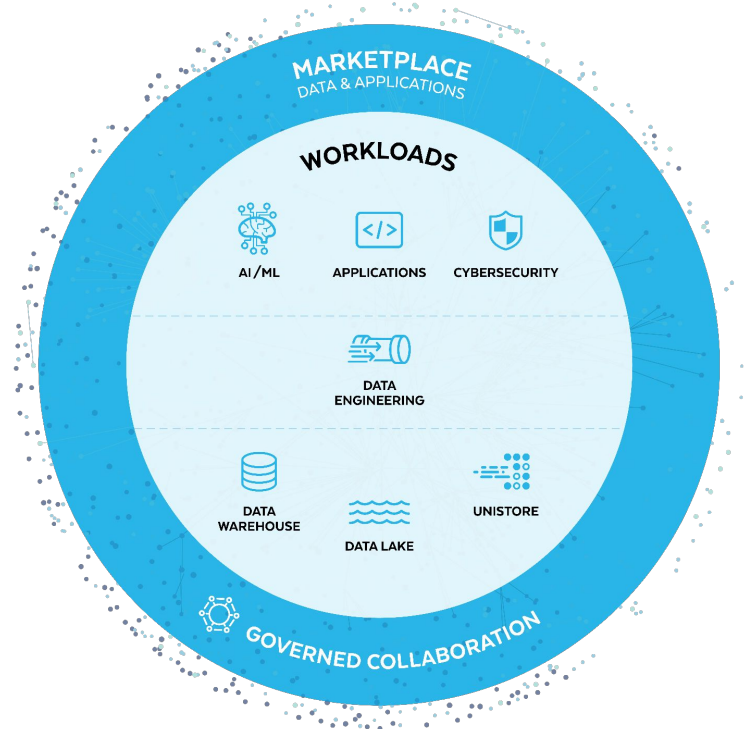 MARKETPLACE
DATA & APPLICATIONS
WORKLOADS
AI/ML
APPLICATIONS
CYBERSECURITY
DATA
ENGINEERING
DATA
WAREHOUSE
DATA LAKE
UNISTORE
GOVERNED COLLABORATION